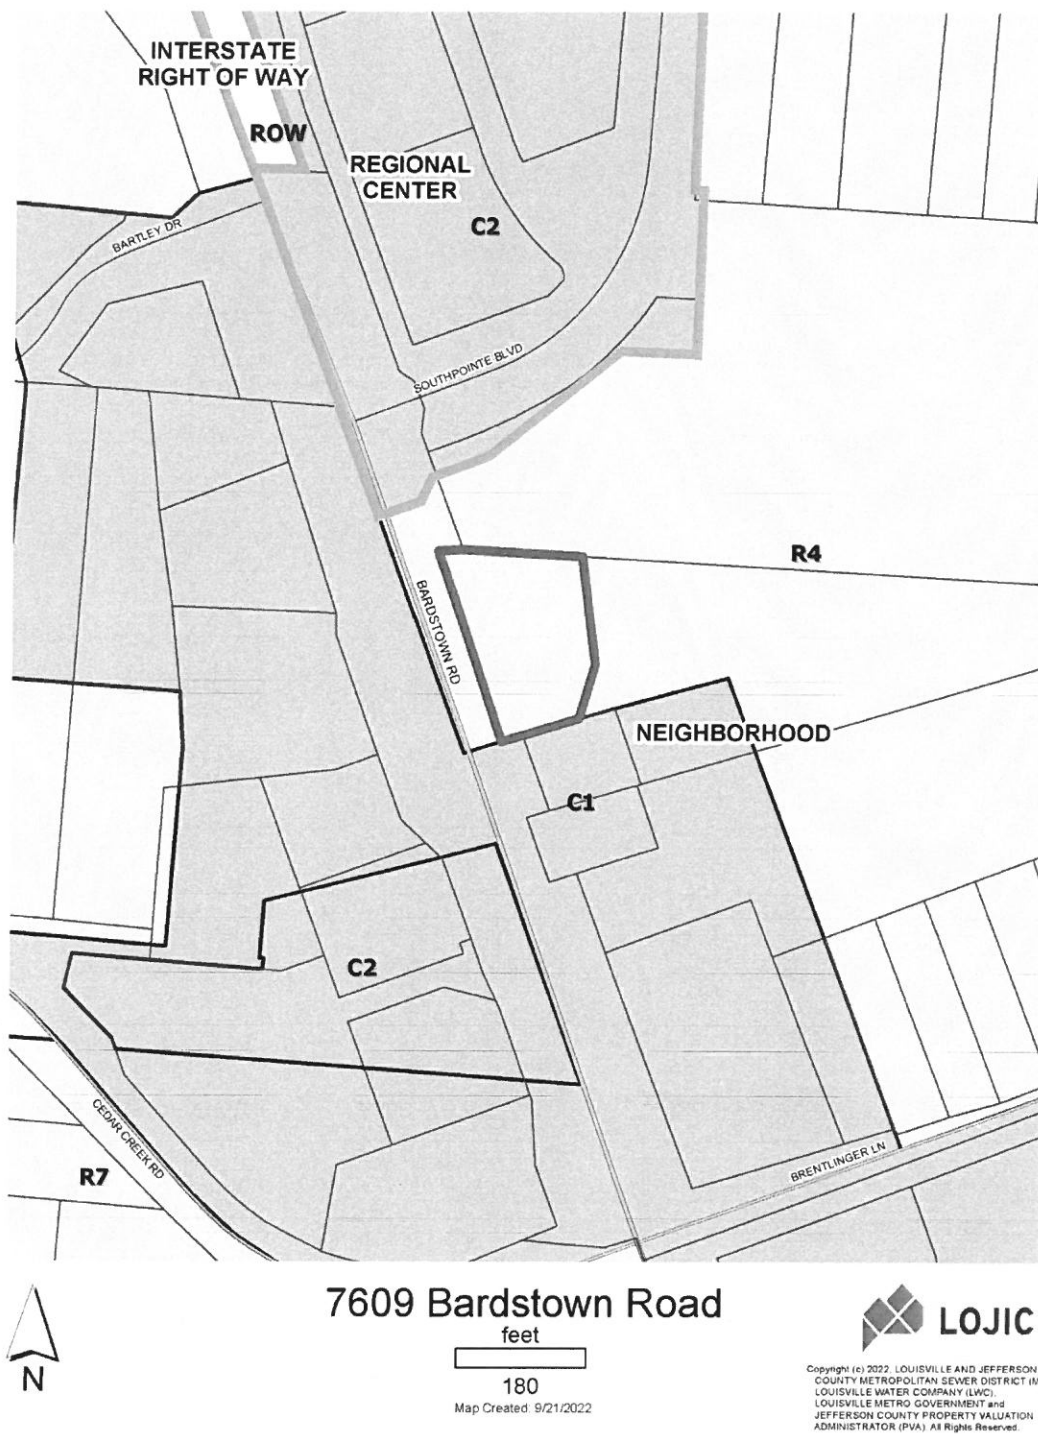 INTERSTATE
RIGHT OF WAY
ROW
REGIONAL
CENTER
C2
BARTLEY DR
SOUTHPOINTE BLVD
R4
BARDSTOWN RD
NEIGHBORHOOD
C1
C2
CEDAR CREEK RD
R7
BRENTLINGER LN
N
7609 Bardstown Road
feet
180
Map Created: 9/21/2022
LOJIC
Copyright (c) 2022, LOUISVILLE AND JEFFERSON
COUNTY METROPOLITAN SEWER DISTRICT (M
LOUISVILLE WATER COMPANY (LWC),
LOUISVILLE METRO GOVERNMENT and
JEFFERSON COUNTY PROPERTY VALUATION
ADMINISTRATOR (PVA) All Rights Reserved.